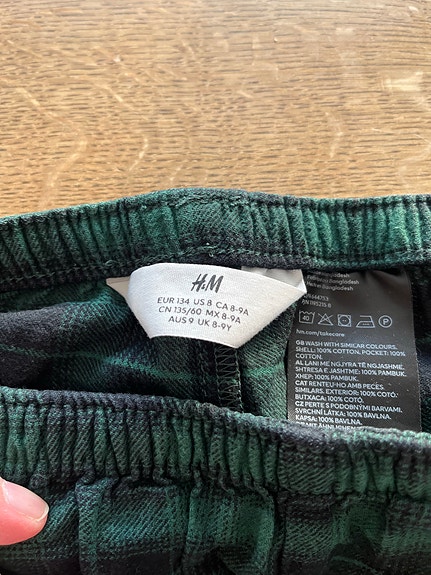 H&M
EUR 134 US 8 CA 8-9A
CN 135/60 MX 8-9A
AUS 9 UK 8-9Y
Bangladesh
Bangladesh
hm.com/takecare
GB WASH WITH SIMILAR COLOURS.
SHELL: 100% COTTON. POCKET: 100%
COTTON.
AL LANI ME NGJYRA TË NGJASHME.
SHTRESA E JASHTME: 100% PAMBUK.
XHEP: 100% PAMBUK.
CAT RENTEU-HO AMB PECES
SIMILARS. EXTERIOR: 100% COTÓ.
BUTXACA: 100% COTÓ.
CZ PERTE S PODOBNÝMI BARVAMI.
SVRCHNÍ LÁTKA: 100% BAVLNA.
KAPSA: 100% BAVLNA.